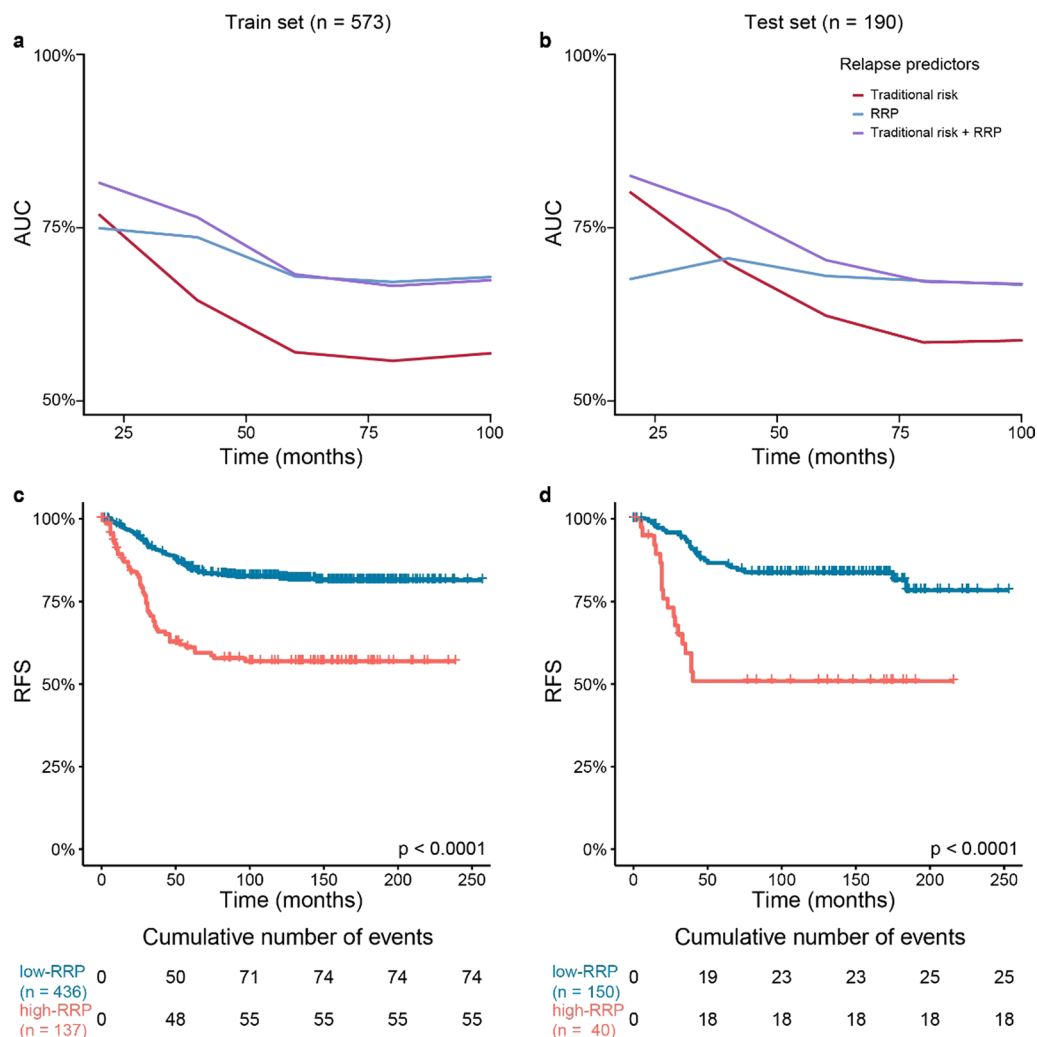 Train set (n = 573)
Test set (n = 190)
a
b
100%
75%
50%
AUC
25 50 75 100
Time (months)
100%
75%
50%
AUC
Relapse predictors
Traditional risk
RRP
Traditional risk + RRP
25 50 75 100
Time (months)
c
d
100%
75%
50%
25%
0%
RFS
p < 0.0001
0 50 100 150 200 250
Time (months)
100%
75%
50%
25%
0%
RFS
p < 0.0001
0 50 100 150 200 250
Time (months)
Cumulative number of events
low-RRP
(n = 436)
0 50 71 74 74 74
high-RRP
(n = 137)
0 48 55 55 55 55
Cumulative number of events
low-RRP
(n = 150)
0 19 23 23 25 25
high-RRP
(n = 40)
0 18 18 18 18 18